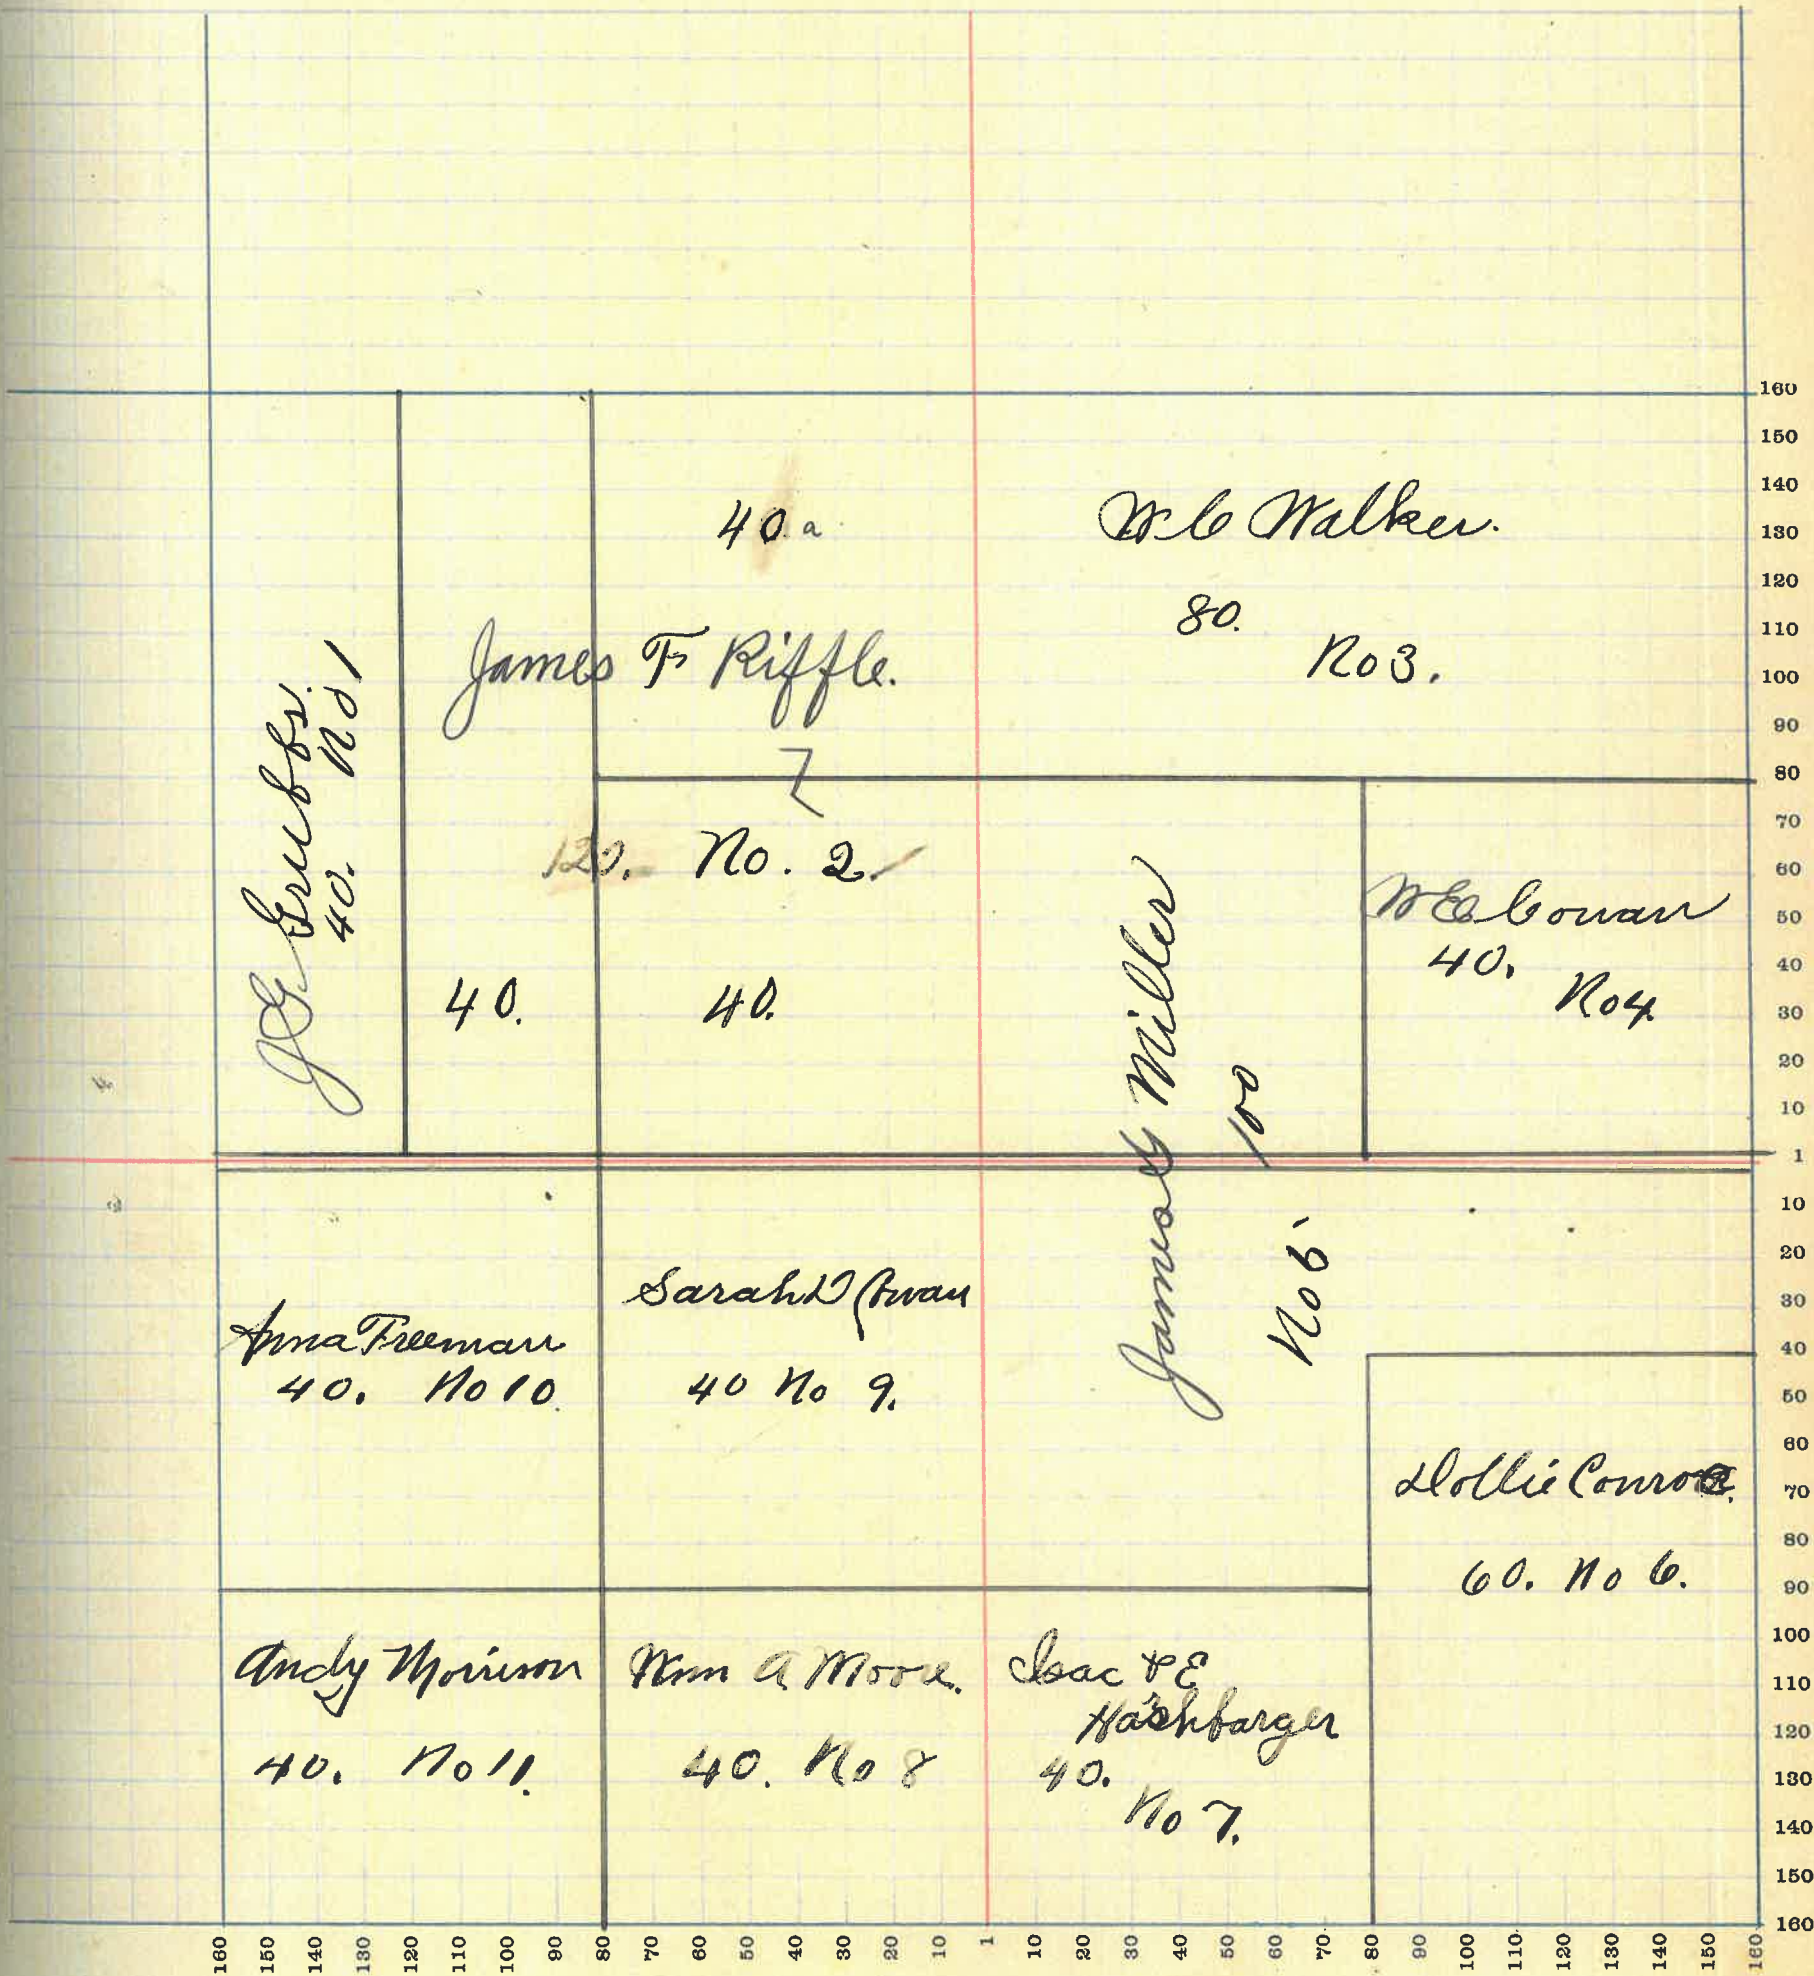 40 a
W C Walker.
80.
No 3.
James F Riffle.
120. No. 2.
40.
40.
J G Grubbs.
40. No 1
W E Cowan
40.
No 4.
James Miller
100
No 5
Anna Freeman
40. No 10.
Sarah D Cowan
40 No 9.
Dollie Conroe.
60. No 6.
Andy Morrison
40. No 11.
Wm A Moore.
40. No 8
Isac & E
Hashbarger
40.
No 7.
160
150
140
130
120
110
100
90
80
70
60
50
40
30
20
10
1
10
20
30
40
50
60
70
80
90
100
110
120
130
140
150
160
160 150 140 130 120 110 100 90 80 70 60 50 40 30 20 10 1 10 20 30 40 50 60 70 80 90 100 110 120 130 140 150 160